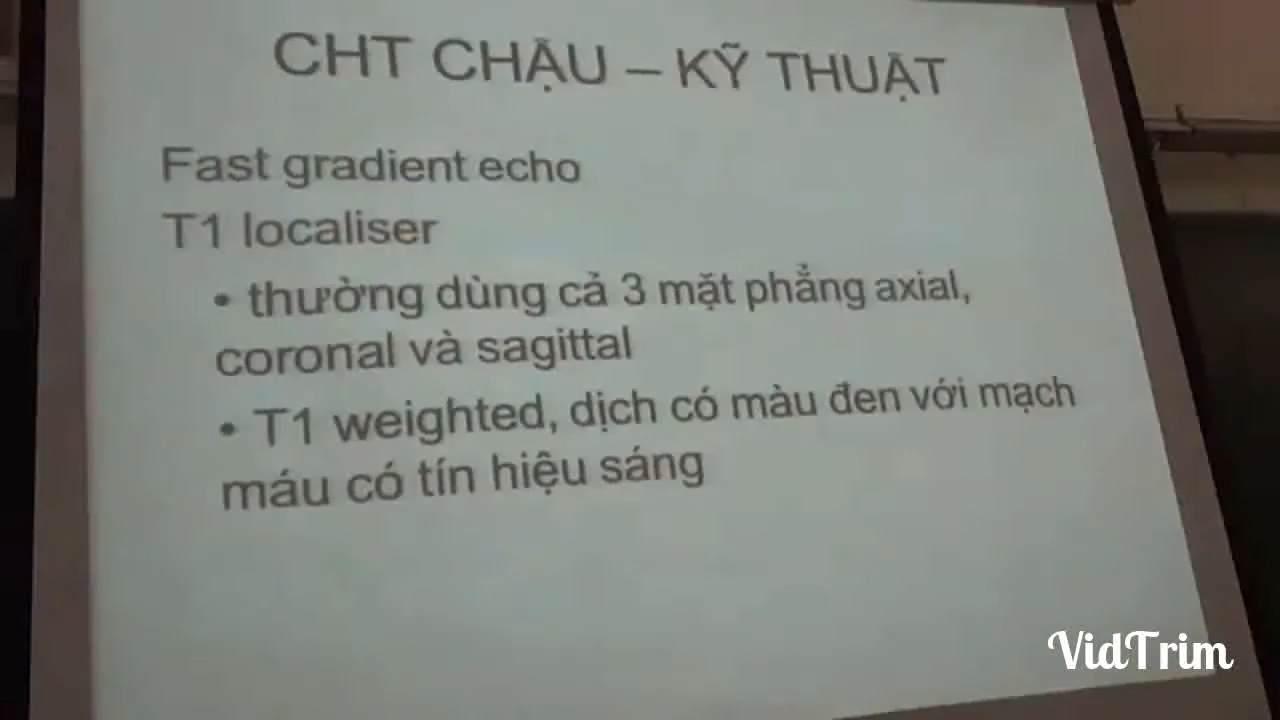 CHT CHẬU – KỸ THUẬT
Fast gradient echo
T1 localiser
• thường dùng cả 3 mặt phẳng axial,
coronal và sagittal
• T1 weighted, dịch có màu đen với mạch
máu có tín hiệu sáng
VidTrim